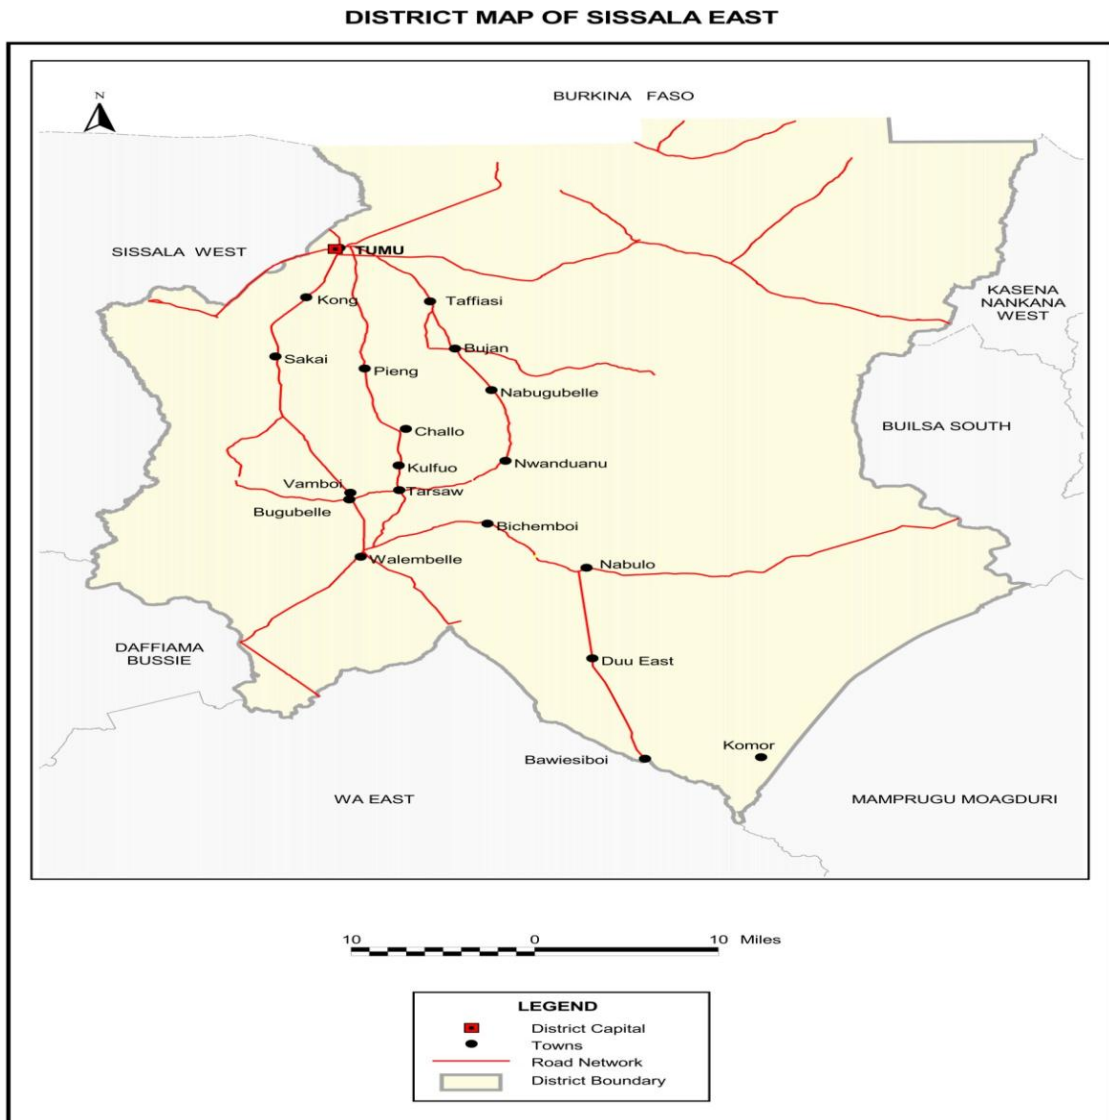 DISTRICT MAP OF SISSALA EAST
N
BURKINA FASO
SISSALA WEST
TUMU
KASENA
NANKANA
WEST
Kong
Taffiasi
Bujan
Sakai
Pieng
Nabugubelle
Challo
BUILSA SOUTH
Kulfuo
Nwanduanu
Vamboi
Tarsaw
Bugubelle
Bichemboi
Walembelle
Nabulo
DAFFIAMA
BUSSIE
Duu East
Komor
Bawiesiboi
WA EAST
MAMPRUGU MOAGDURI
10 0 10 Miles
LEGEND
District Capital
Towns
Road Network
District Boundary